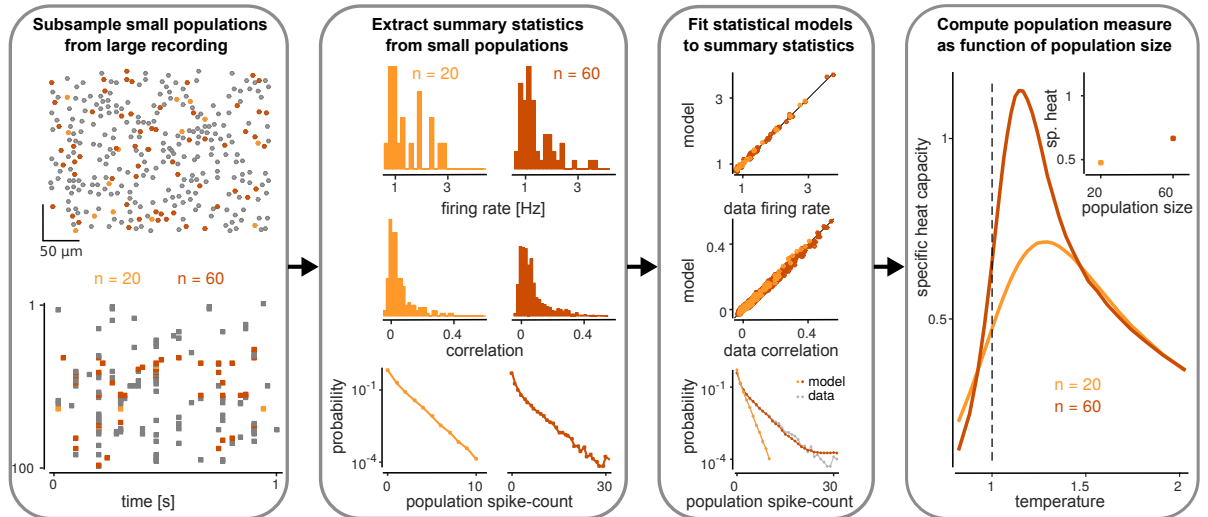 Subsample small populations
from large recording
50 µm
n = 20 n = 60
1
100
0 1
time [s]
Extract summary statistics
from small populations
n = 20 n = 60
1 3 1 3
firing rate [Hz]
0 0.4 0 0.4
correlation
probability
10⁻¹
10⁻⁴
0 10 0 30
population spike-count
Fit statistical models
to summary statistics
model
3
1
1 3
data firing rate
model
0.4
0
0 0.4
data correlation
probability
10⁻¹
10⁻⁴
model
data
0 30
population spike-count
Compute population measure
as function of population size
specific heat capacity
1
0.5
sp. heat
1
0.5
20 60
population size
n = 20
n = 60
1 1.5 2
temperature